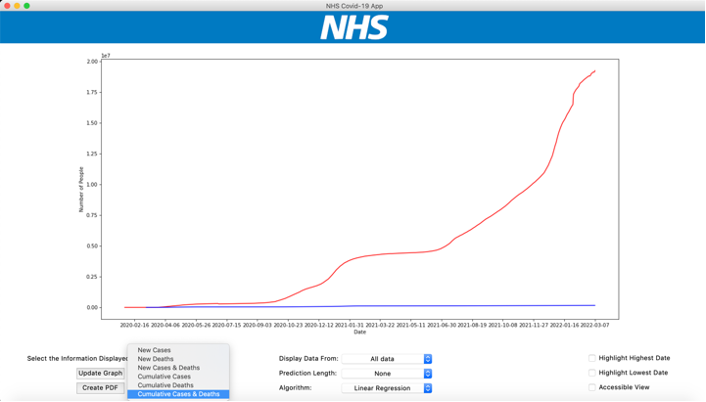 NHS Covid-19 App
NHS
1e7
2.00
1.75
1.50
1.25
1.00
0.75
0.50
0.25
0.00
Number of People
2020-02-16 2020-04-06 2020-05-26 2020-07-15 2020-09-03 2020-10-23 2020-12-12 2021-01-31 2021-03-22 2021-05-11 2021-06-30 2021-08-19 2021-10-08 2021-11-27 2022-01-16 2022-03-07
Date
Select the Information Displayed
New Cases
New Deaths
New Cases & Deaths
Cumulative Cases
Cumulative Deaths
Cumulative Cases & Deaths
Update Graph
Create PDF
Display Data From: All data
Prediction Length: None
Algorithm: Linear Regression
Highlight Highest Date
Highlight Lowest Date
Accessible View